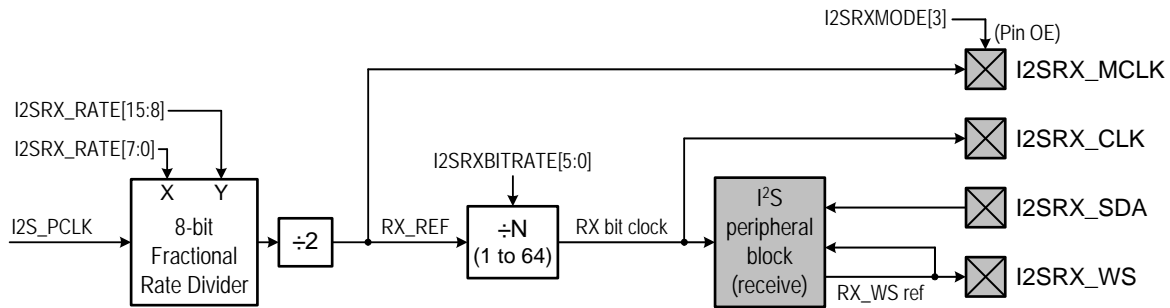 I2SRXMODE[3]
(Pin OE)
I2SRX_MCLK
I2SRX_RATE[15:8]
I2SRX_RATE[7:0]
I2SRX_CLK
I2SRXBITRATE[5:0]
X Y
8-bit
Fractional
Rate Divider
I2S_PCLK
÷2
RX_REF
÷N
(1 to 64)
RX bit clock
I²S
peripheral
block
(receive)
I2SRX_SDA
RX_WS ref
I2SRX_WS